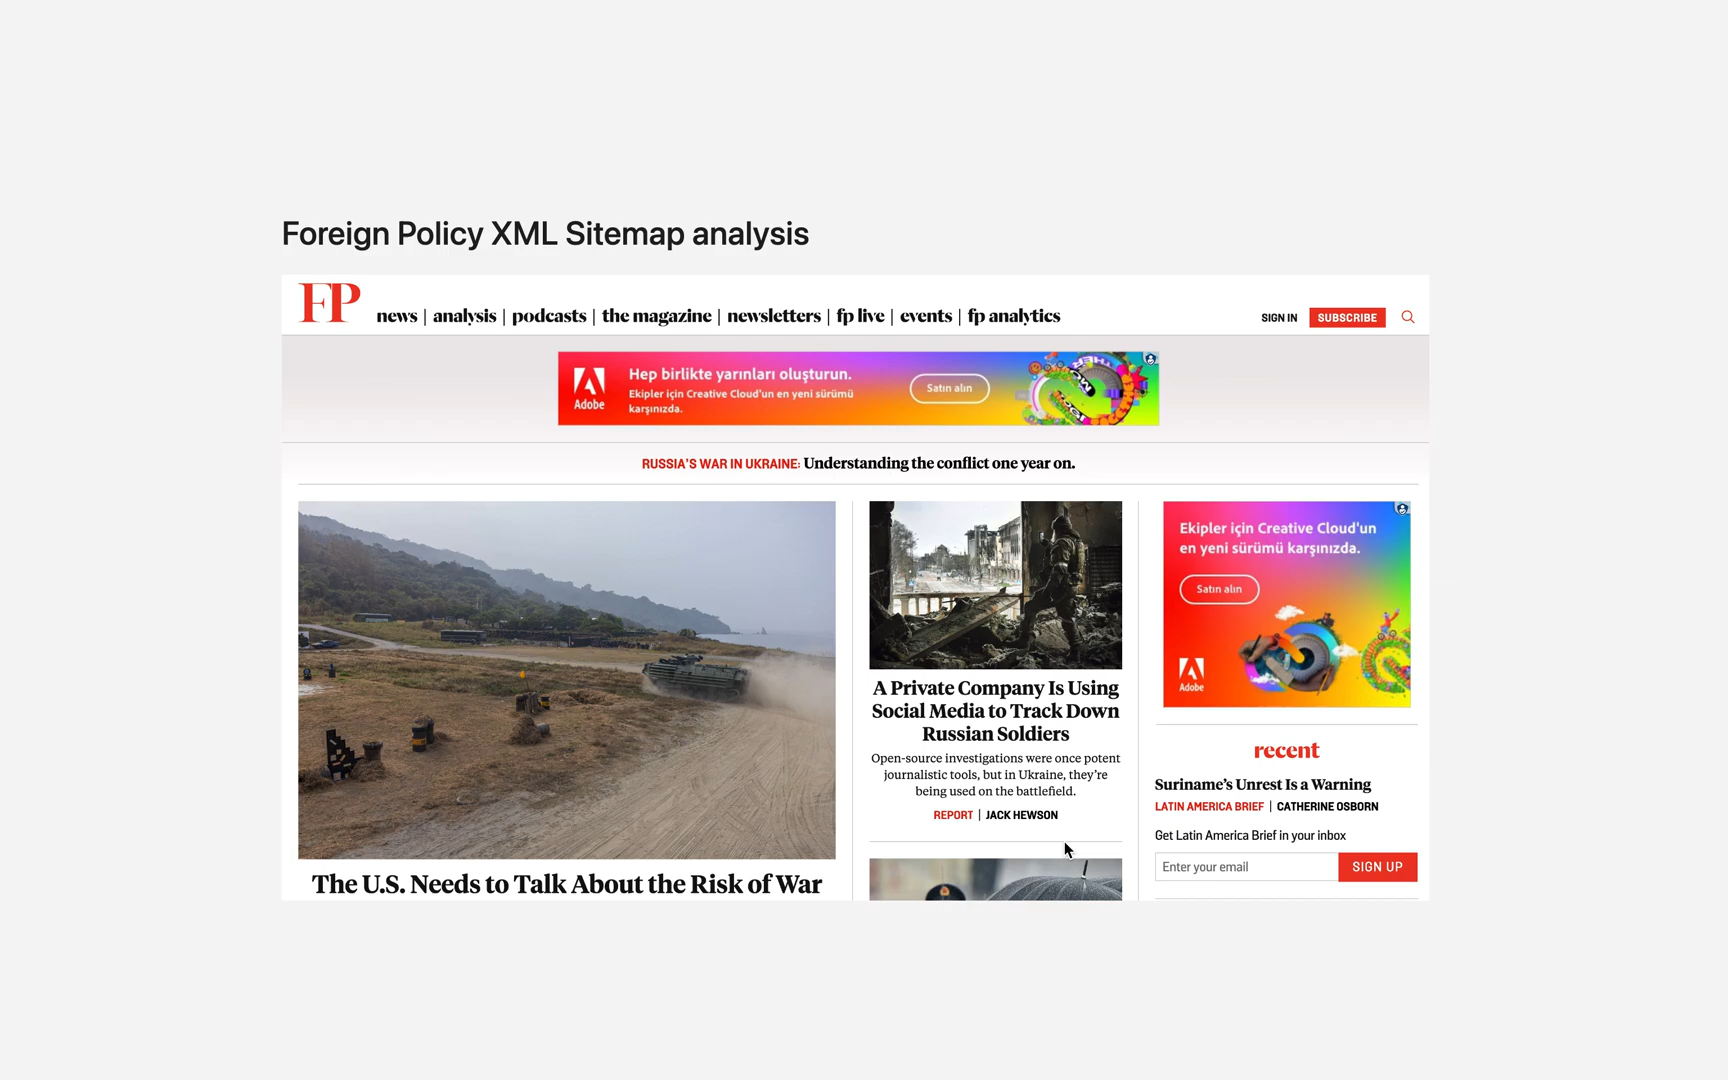 Foreign Policy XML Sitemap analysis
FP
news | analysis | podcasts | the magazine | newsletters | fp live | events | fp analytics
SIGN IN
SUBSCRIBE
Adobe
Hep birlikte yarınları oluşturun.
Ekipler için Creative Cloud'un en yeni sürümü
karşınızda.
Satın alın
RUSSIA'S WAR IN UKRAINE: Understanding the conflict one year on.
The U.S. Needs to Talk About the Risk of War
A Private Company Is Using
Social Media to Track Down
Russian Soldiers
Open-source investigations were once potent
journalistic tools, but in Ukraine, they're
being used on the battlefield.
REPORT | JACK HEWSON
Ekipler için Creative Cloud'un
en yeni sürümü karşınızda.
Satın alın
Adobe
recent
Suriname's Unrest Is a Warning
LATIN AMERICA BRIEF | CATHERINE OSBORN
Get Latin America Brief in your inbox
Enter your email
SIGN UP